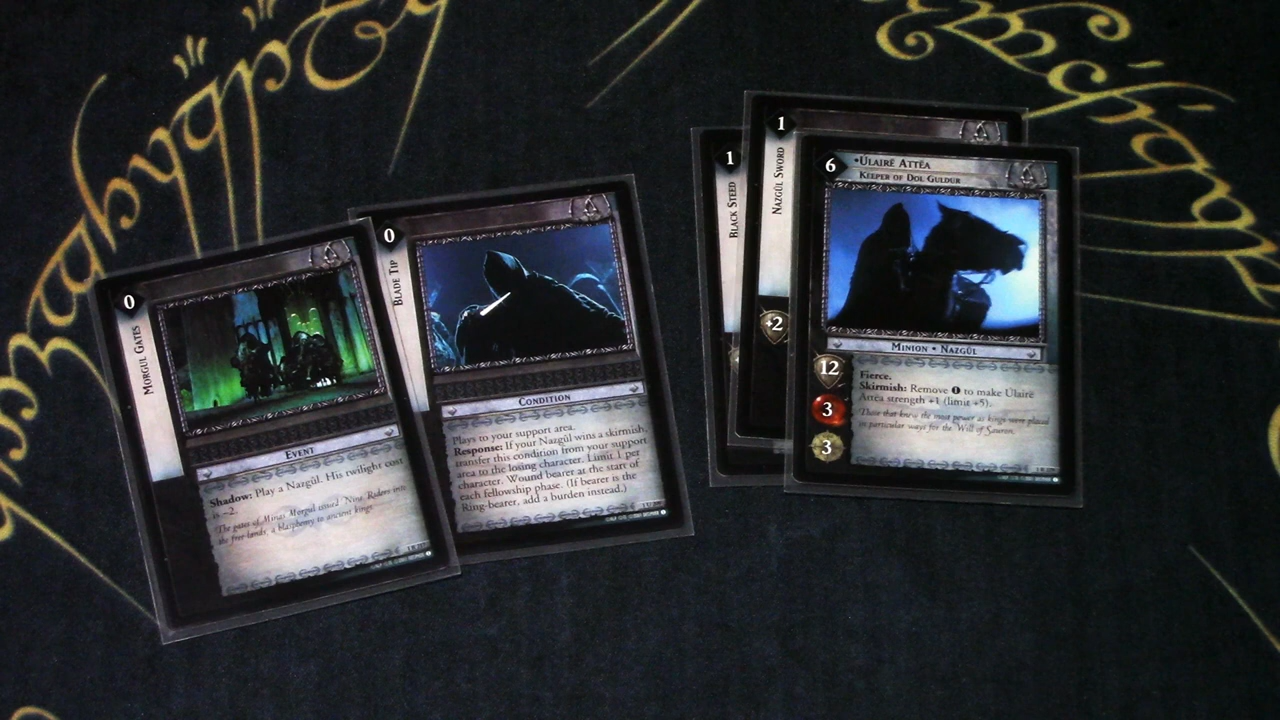 0
MORGUL GATES
EVENT
Shadow: Play a Nazgûl. His twilight cost
is -2.
The gates of Minas Morgul issued Nine Riders into
the free-lands, a blasphemy to ancient kings.
0
BLADE TIP
CONDITION
Plays to your support area.
Response: If your Nazgûl wins a skirmish,
transfer this condition from your support
area to the losing character. Limit 1 per
character. Wound bearer at the start of
each fellowship phase. (If bearer is the
Ring-bearer, add a burden instead.)
1
BLACK STEED
1
NAZGÛL SWORD
+2
6
•ÚLAIRË ATTËA
KEEPER OF DOL GULDUR
MINION • NAZGÛL
12
3
3
Fierce.
Skirmish: Remove 1 to make Úlairë
Attëa strength +1 (limit +5).
Those that knew the most power as kings were placed
in particular ways for the Will of Sauron.